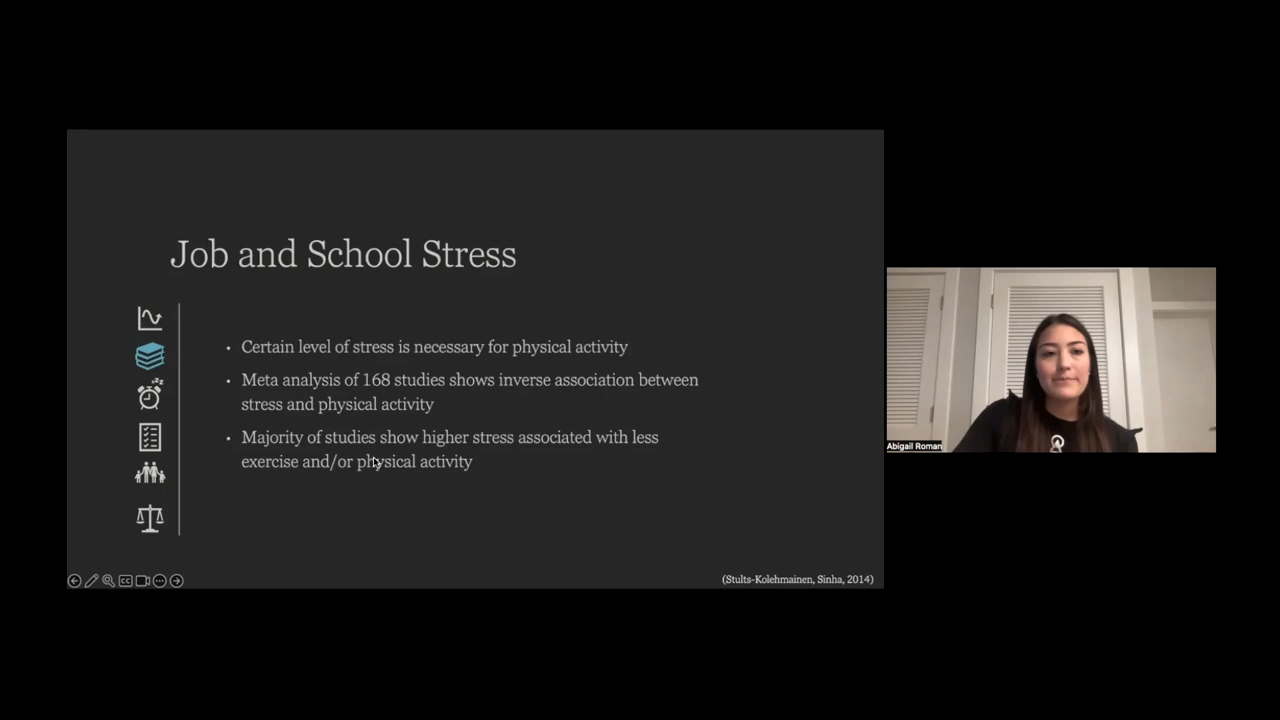 Job and School Stress
• Certain level of stress is necessary for physical activity
• Meta analysis of 168 studies shows inverse association between
stress and physical activity
• Majority of studies show higher stress associated with less
exercise and/or physical activity
CC
(Stults-Kolehmainen, Sinha, 2014)
Abigail Roman